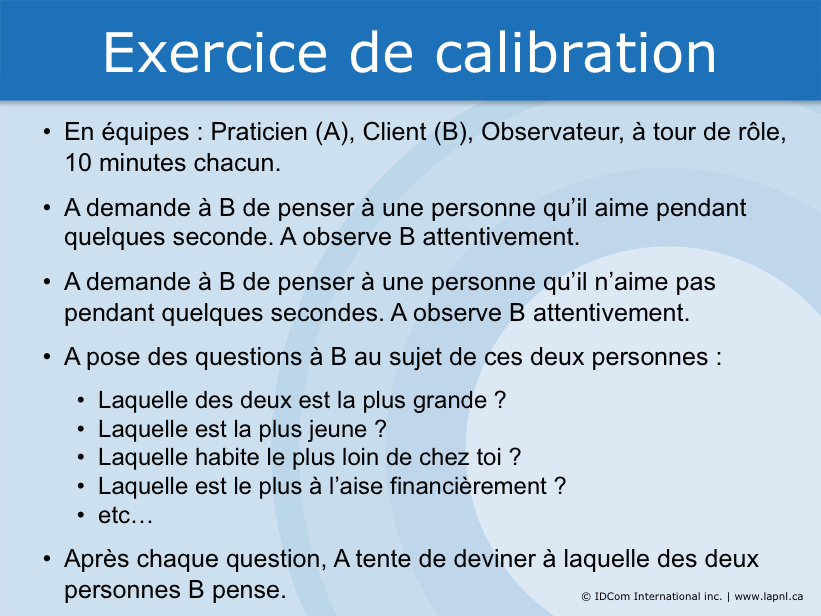 Exercice de calibration
• En équipes : Praticien (A), Client (B), Observateur, à tour de rôle,
10 minutes chacun.
• A demande à B de penser à une personne qu’il aime pendant
quelques seconde. A observe B attentivement.
• A demande à B de penser à une personne qu’il n’aime pas
pendant quelques secondes. A observe B attentivement.
• A pose des questions à B au sujet de ces deux personnes :
• Laquelle des deux est la plus grande ?
• Laquelle est la plus jeune ?
• Laquelle habite le plus loin de chez toi ?
• Laquelle est le plus à l’aise financièrement ?
• etc…
• Après chaque question, A tente de deviner à laquelle des deux
personnes B pense.
© IDCom International inc. | www.lapnl.ca